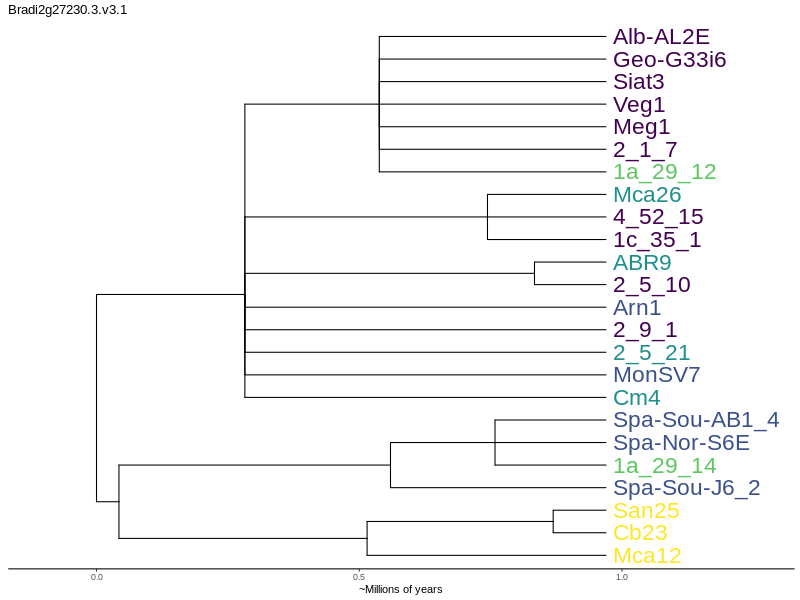 Bradi2g27230.3.v3.1
Alb-AL2E
Geo-G33i6
Siat3
Veg1
Meg1
2_1_7
1a_29_12
Mca26
4_52_15
1c_35_1
ABR9
2_5_10
Arn1
2_9_1
2_5_21
MonSV7
Cm4
Spa-Sou-AB1_4
Spa-Nor-S6E
1a_29_14
Spa-Sou-J6_2
San25
Cb23
Mca12
0.0 0.5 1.0
~Millions of years